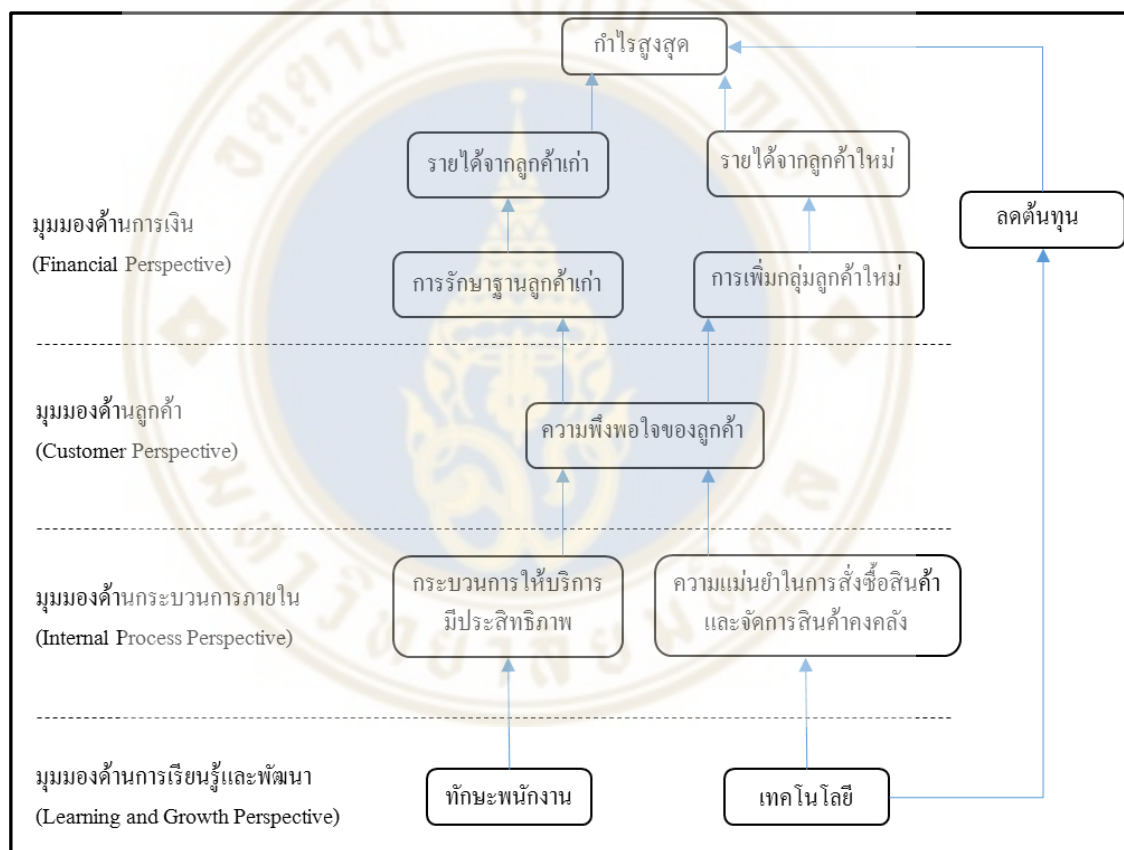 กำไรสูงสุด
รายได้จากลูกค้าเก่า
รายได้จากลูกค้าใหม่
ลดต้นทุน
มุมมองด้านการเงิน
(Financial Perspective)
การรักษาฐานลูกค้าเก่า
การเพิ่มกลุ่มลูกค้าใหม่
มุมมองด้านลูกค้า
(Customer Perspective)
ความพึงพอใจของลูกค้า
มุมมองด้านกระบวนการภายใน
(Internal Process Perspective)
กระบวนการให้บริการ
มีประสิทธิภาพ
ความแม่นยำในการสั่งซื้อสินค้า
และจัดการสินค้าคงคลัง
มุมมองด้านการเรียนรู้และพัฒนา
(Learning and Growth Perspective)
ทักษะพนักงาน
เทคโนโลยี
มหาวิทยาลัยมหิดล